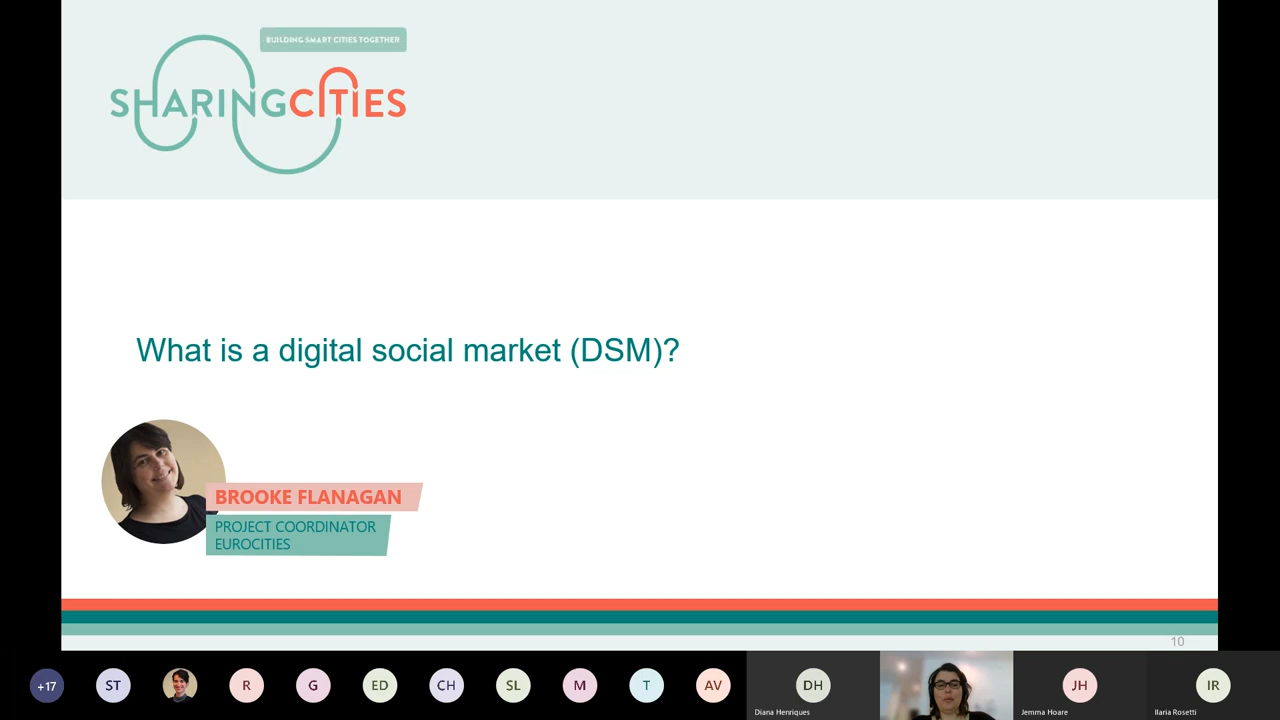 BUILDING SMART CITIES TOGETHER
SHARINGCITIES
What is a digital social market (DSM)?
BROOKE FLANAGAN
PROJECT COORDINATOR
EUROCITIES
10
+17
ST
R
G
ED
CH
SL
M
T
AV
DH
JH
IR
Diana Henriques
Jemma Hoare
Ilaria Rosetti